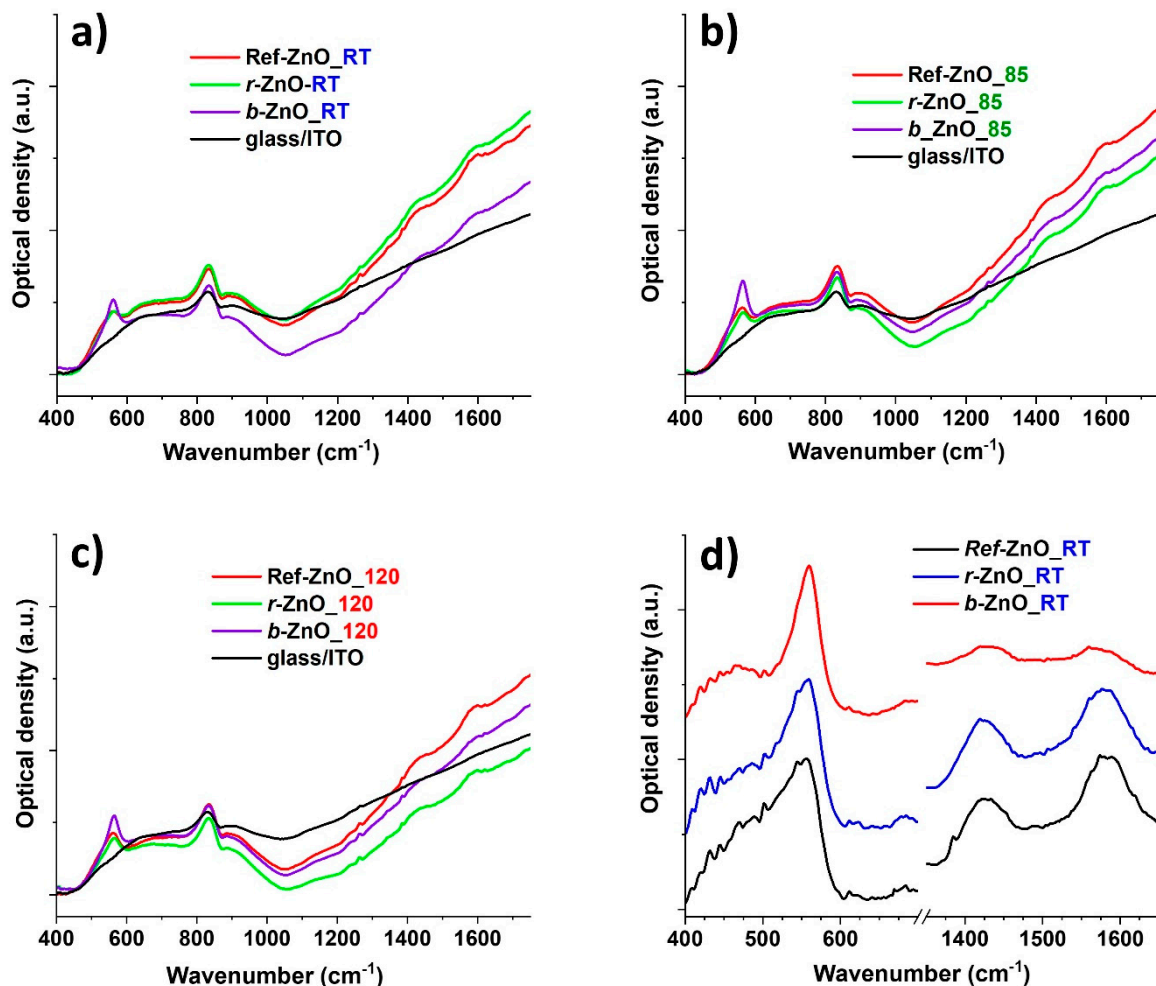 a)
Ref-ZnO_RT
r-ZnO-RT
b-ZnO_RT
glass/ITO
Optical density (a.u.)
400 600 800 1000 1200 1400 1600
Wavenumber (cm-1)
b)
Ref-ZnO_85
r-ZnO_85
b_ZnO_85
glass/ITO
Optical density (a.u)
400 600 800 1000 1200 1400 1600
Wavenumber (cm-1)
c)
Ref-ZnO_120
r-ZnO_120
b-ZnO_120
glass/ITO
Optical density (a.u.)
400 600 800 1000 1200 1400 1600
Wavenumber (cm-1)
d)
Ref-ZnO_RT
r-ZnO_RT
b-ZnO_RT
Optical density (a.u.)
400 500 600 1400 1500 1600
Wavenumber (cm-1)